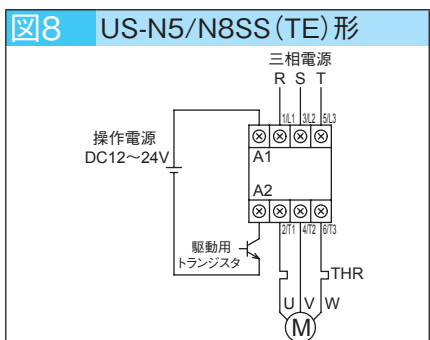 図8 US-N5/N8SS(TE)形
三相電源
R S T
1/L1 3/L2 5/L3
操作電源
DC12～24V
A1
A2
2/T1 4/T2 6/T3
駆動用
トランジスタ
THR
U V W
M